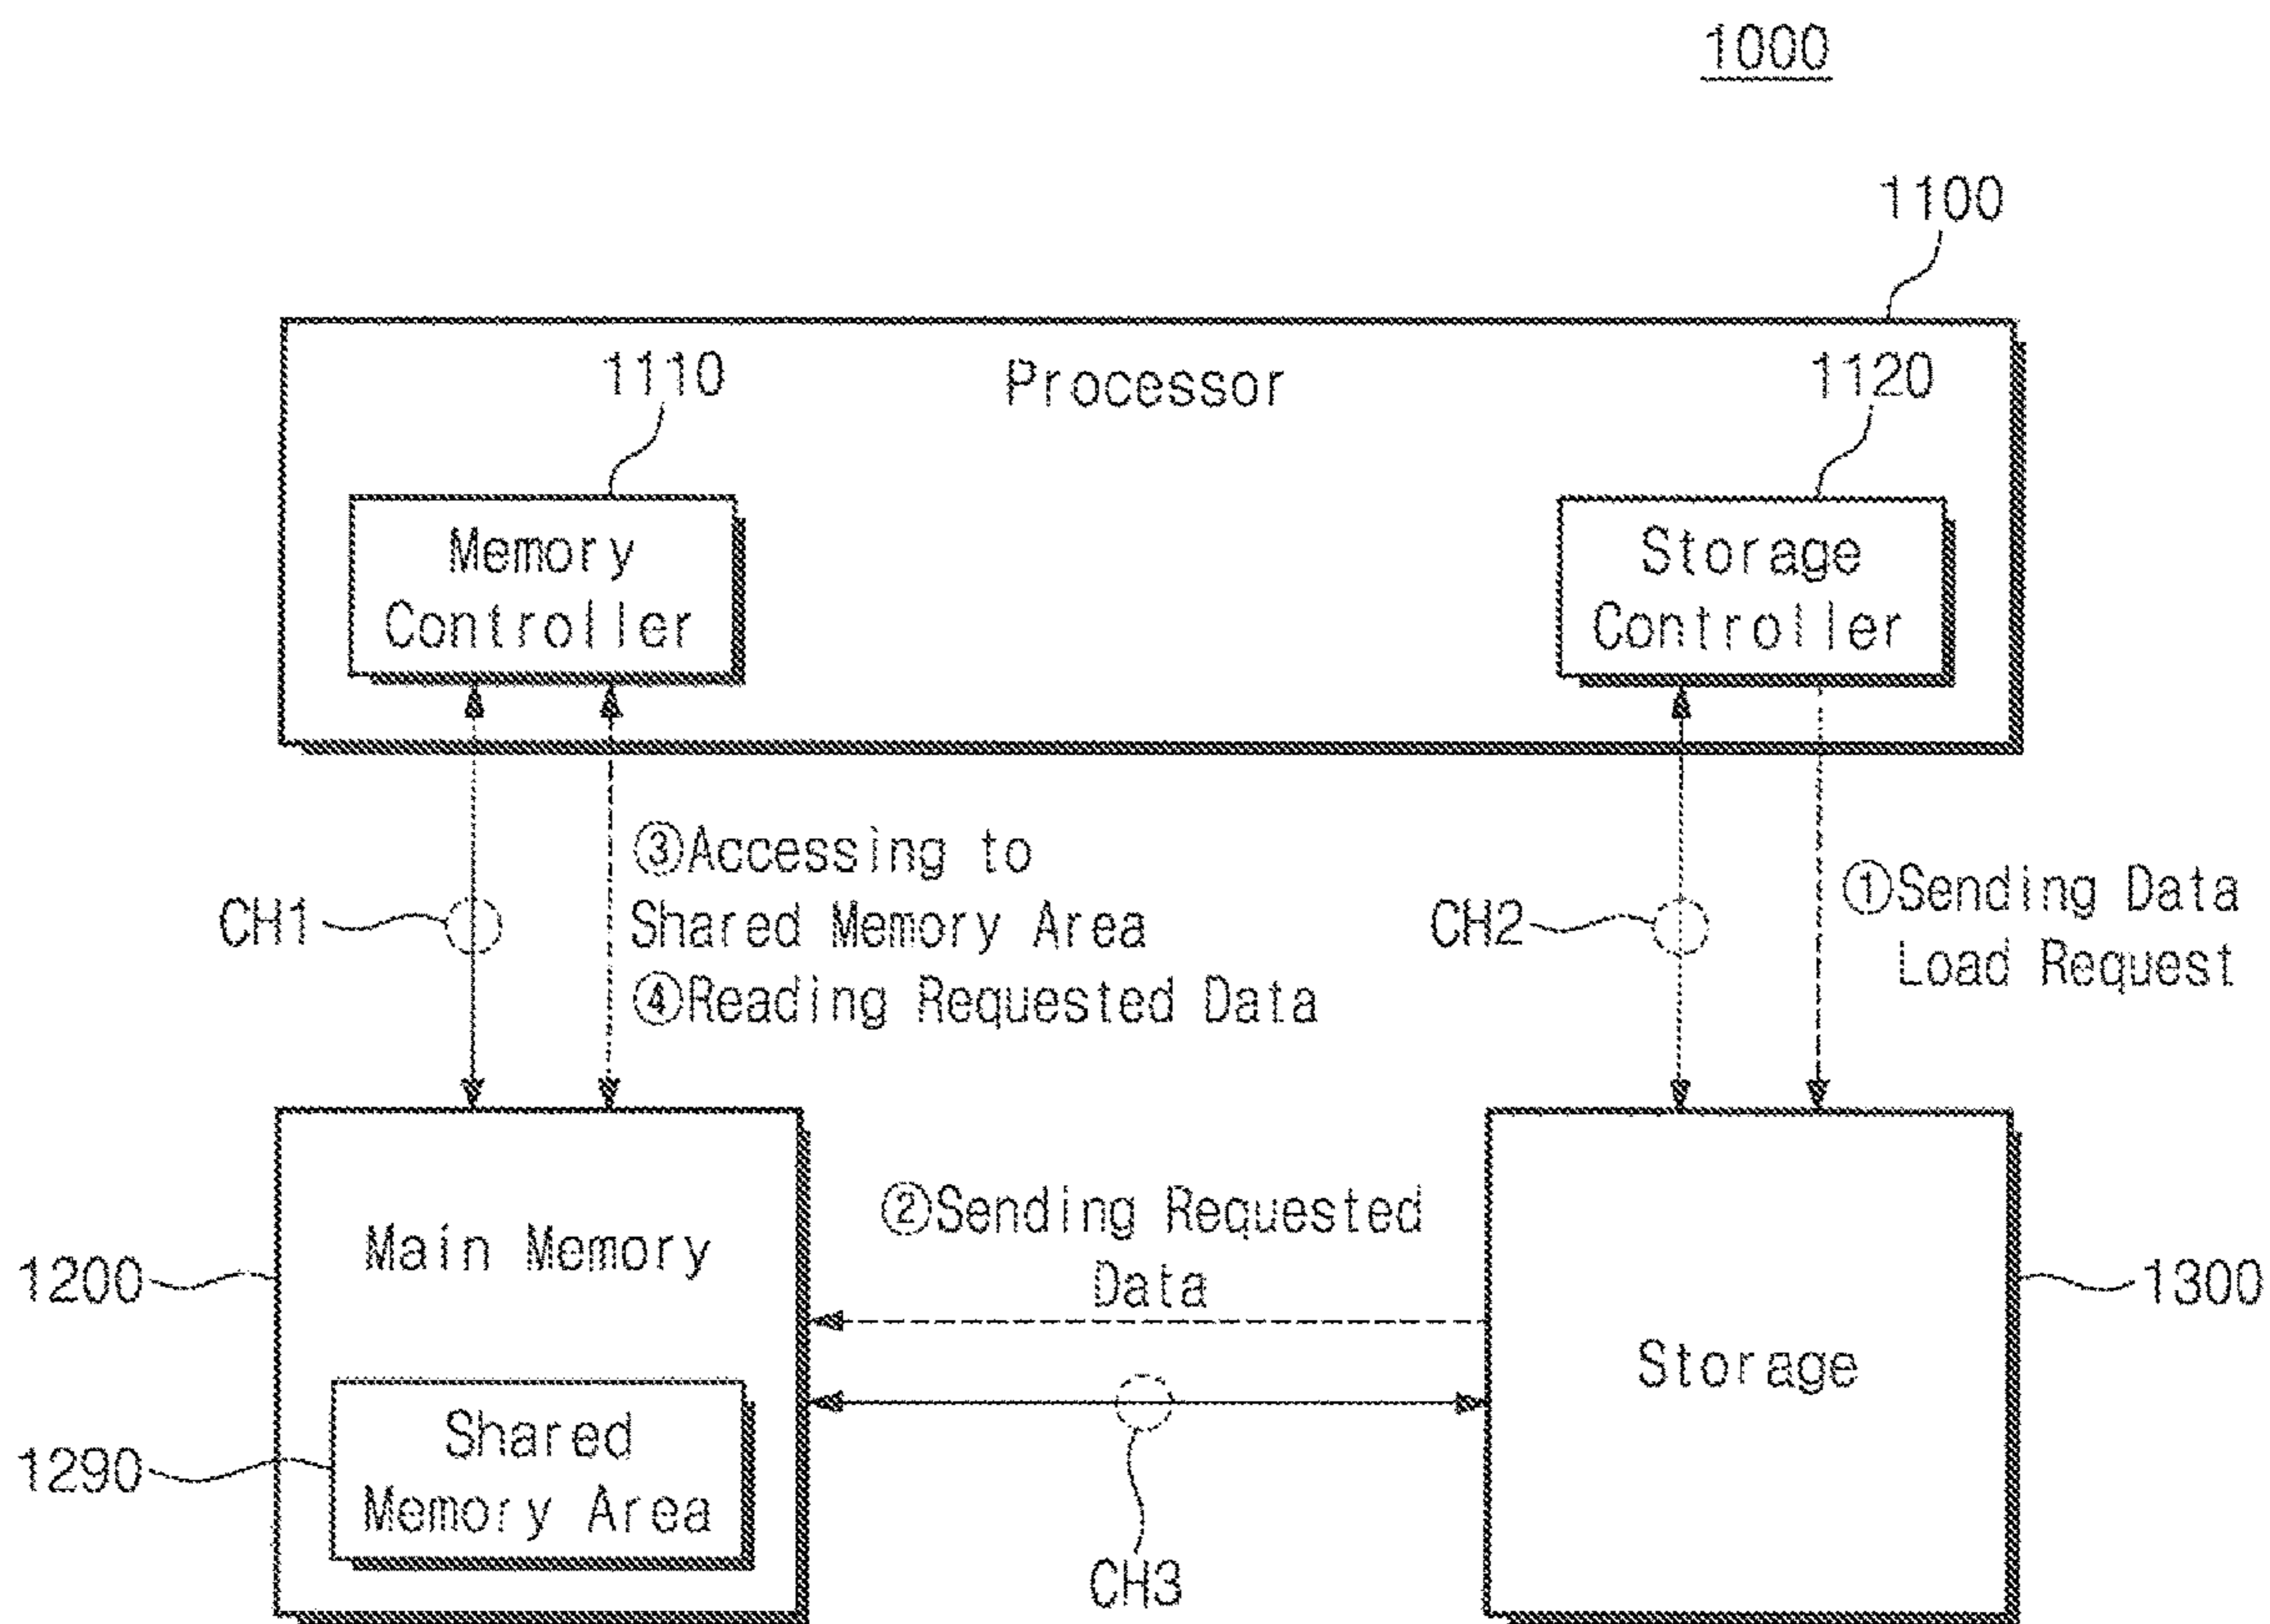 1000
1100
Processor
1110
1120
Memory
Controller
Storage
Controller
CH1
③Accessing to
Shared Memory Area
④Reading Requested Data
CH2
①Sending Data
Load Request
②Sending Requested
Data
Main Memory
1200
Storage
1300
Shared
Memory Area
1290
CH3